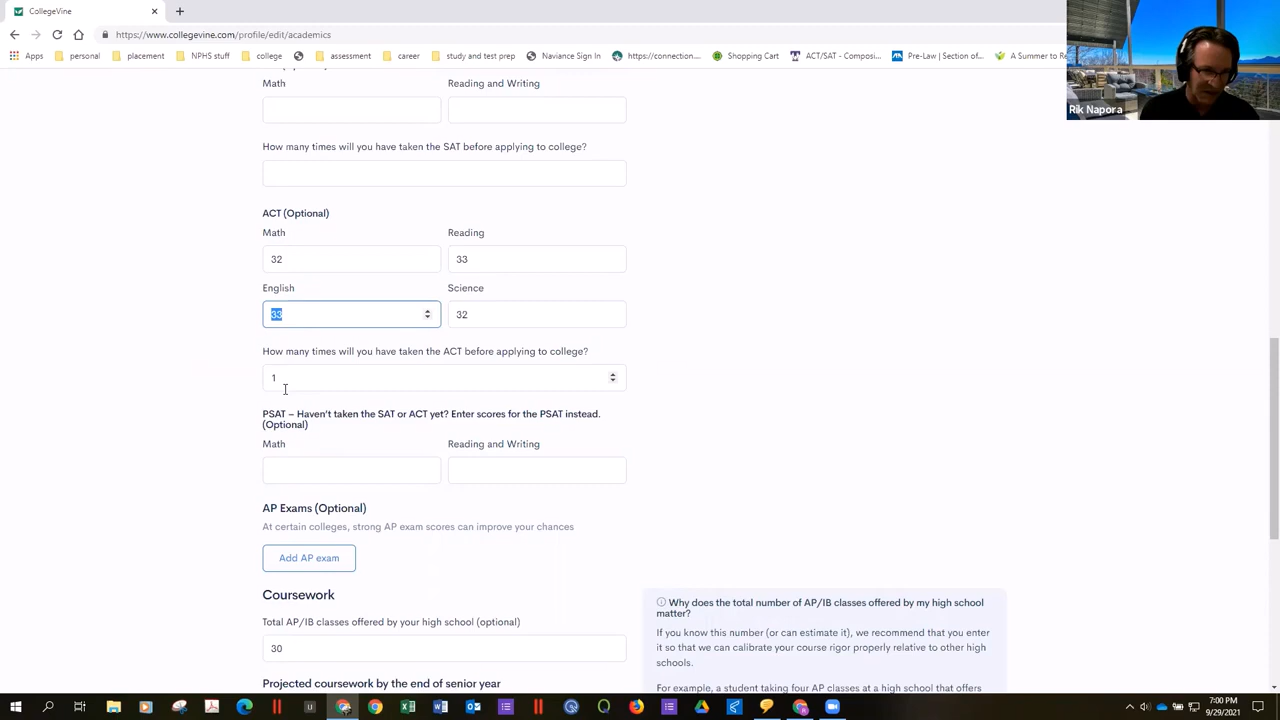 CollegeVine
https://www.collegevine.com/profile/edit/academics
Apps personal placement NPHS stuff college assessmen study and test prep Naviance Sign In https://connection.... Shopping Cart ACT/SAT - Composi... Pre-Law | Section of... A Summer to Re
Rik Napora
Math Reading and Writing
How many times will you have taken the SAT before applying to college?
ACT (Optional)
Math Reading
32 33
English Science
33 32
How many times will you have taken the ACT before applying to college?
1
PSAT – Haven't taken the SAT or ACT yet? Enter scores for the PSAT instead.
(Optional)
Math Reading and Writing
AP Exams (Optional)
At certain colleges, strong AP exam scores can improve your chances
Add AP exam
Coursework
Total AP/IB classes offered by your high school (optional)
30
Projected coursework by the end of senior year
Why does the total number of AP/IB classes offered by my high school
matter?
If you know this number (or can estimate it), we recommend that you enter
it so that we can calibrate your course rigor properly relative to other high
schools.
For example, a student taking four AP classes at a high school that offers
7:00 PM
9/29/2021